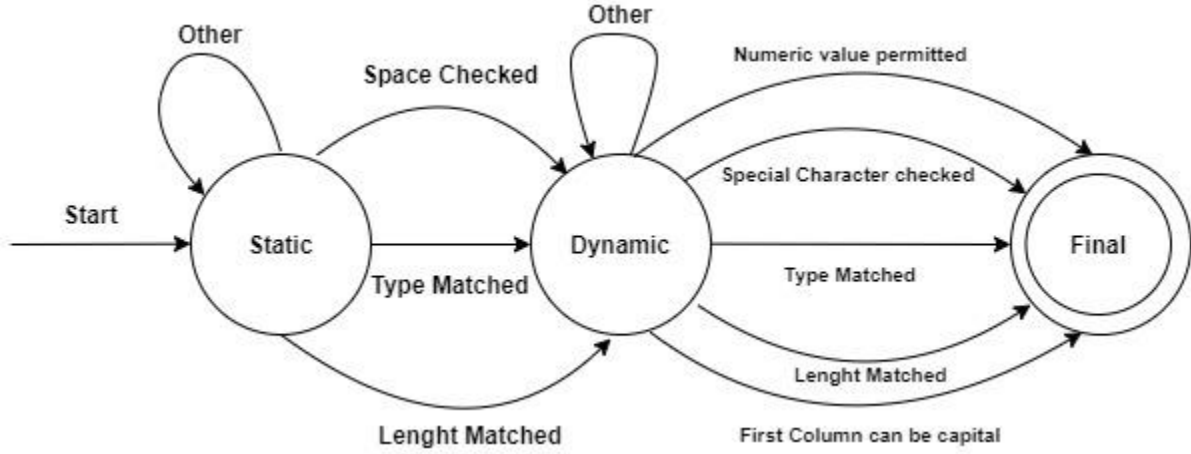 Other
Other
Numeric value permitted
Space Checked
Special Character checked
Start
Static
Dynamic
Final
Type Matched
Type Matched
Lenght Matched
Lenght Matched
First Column can be capital